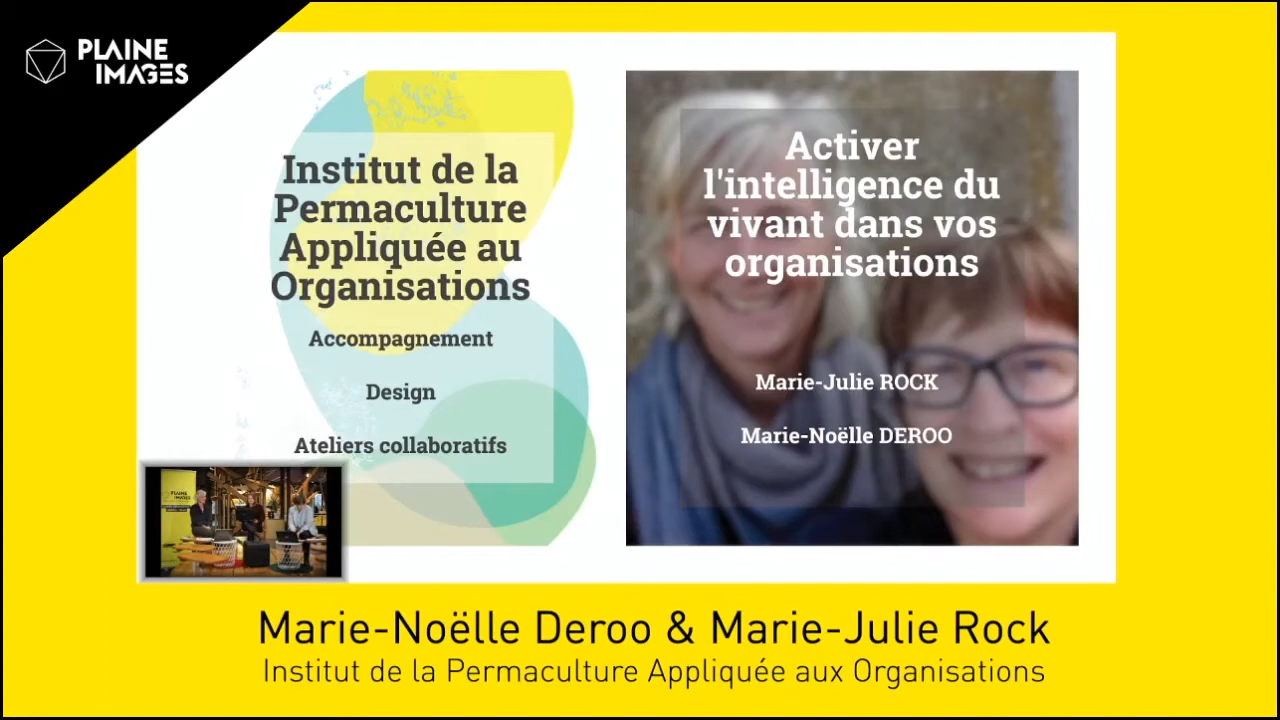 PLAINE
IMAGES
Institut de la
Permaculture
Appliquée au
Organisations
Accompagnement
Design
Ateliers collaboratifs
Activer
l'intelligence du
vivant dans vos
organisations
Marie-Julie ROCK
Marie-Noëlle DEROO
PLAINE
IMAGES
Marie-Noëlle Deroo & Marie-Julie Rock
Institut de la Permaculture Appliquée aux Organisations